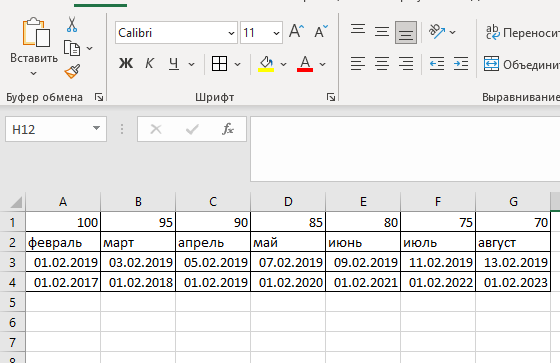 Calibri 11 A A ab Переносит
Вставить Ж К Ч А Объедини
Буфер обмена Шрифт Выравнивание
H12 fx
A B C D E F G
1 100 95 90 85 80 75 70
2 февраль март апрель май июнь июль август
3 01.02.2019 03.02.2019 05.02.2019 07.02.2019 09.02.2019 11.02.2019 13.02.2019
4 01.02.2017 01.02.2018 01.02.2019 01.02.2020 01.02.2021 01.02.2022 01.02.2023
5
6
7